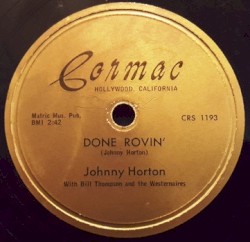 Cormac
HOLLYWOOD CALIFORNIA
Matric Mus. Pub.
BMI 2:42
CRS 1193
DONE ROVIN'
(Johnny Horton)
Johnny Horton
With Bill Thompson and the Westernaires